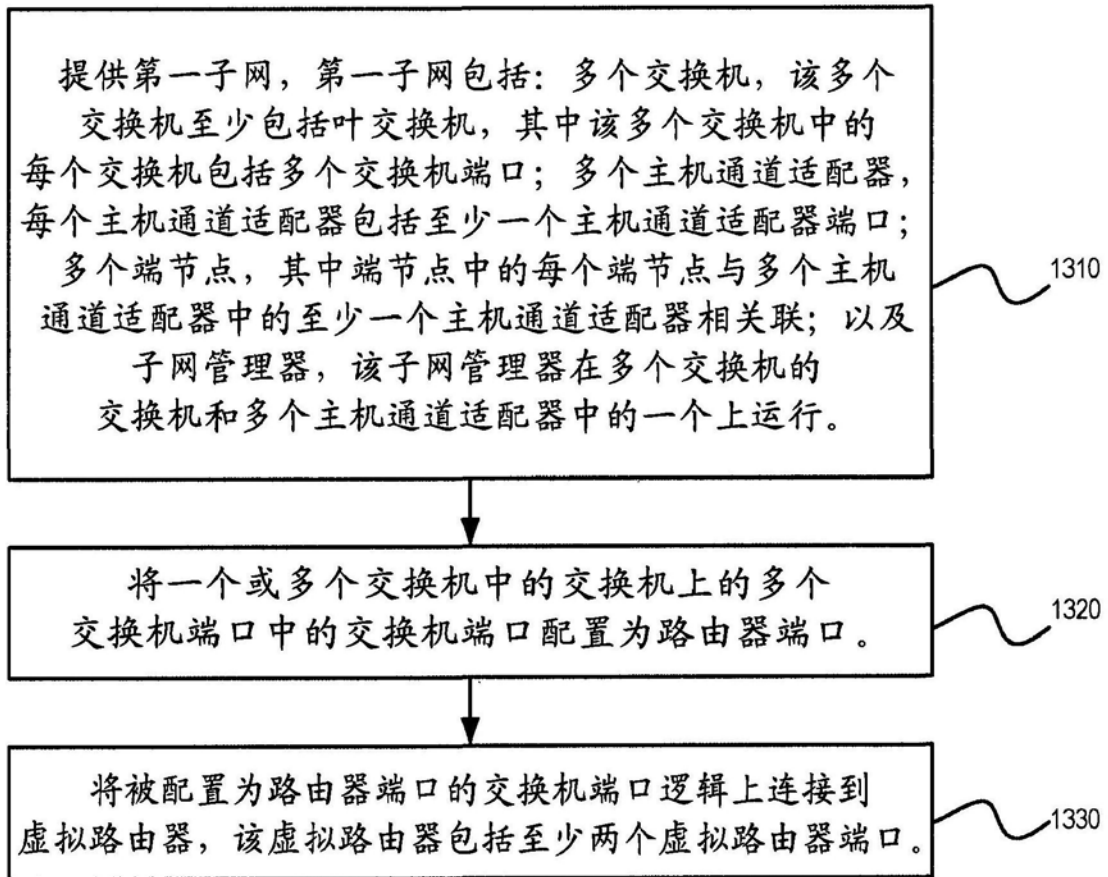 提供第一子网，第一子网包括：多个交换机，该多个
交换机至少包括叶交换机，其中该多个交换机中的
每个交换机包括多个交换机端口；多个主机通道适配器，
每个主机通道适配器包括至少一个主机通道适配器端口；
多个端节点，其中端节点中的每个端节点与多个主机
通道适配器中的至少一个主机通道适配器相关联；以及
子网管理器，该子网管理器在多个交换机的
交换机和多个主机通道适配器中的一个上运行。
1310
将一个或多个交换机中的交换机上的多个
交换机端口中的交换机端口配置为路由器端口。
1320
将被配置为路由器端口的交换机端口逻辑上连接到
虚拟路由器，该虚拟路由器包括至少两个虚拟路由器端口。
1330